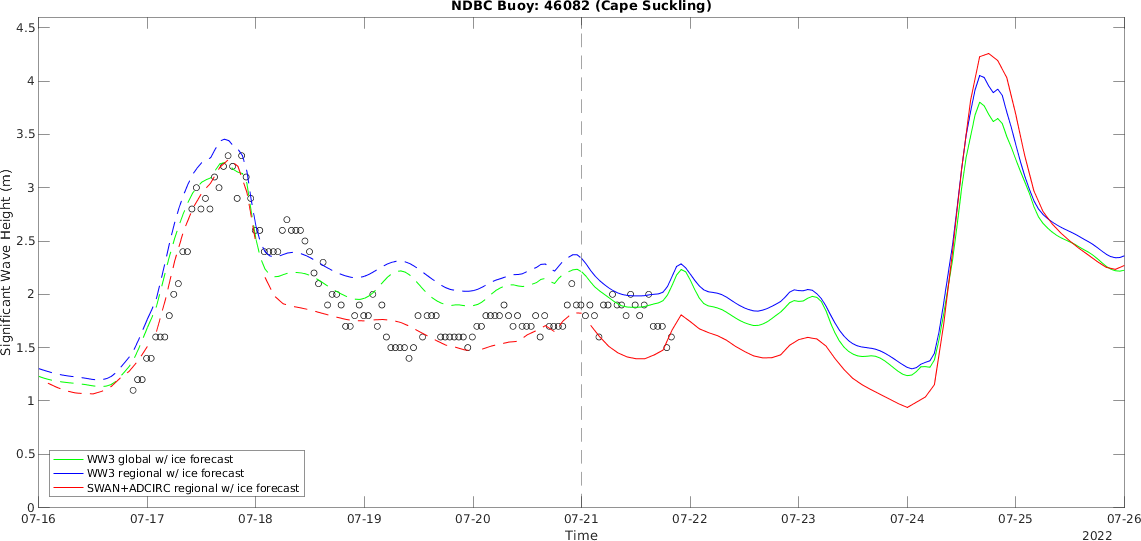 NDBC Buoy: 46082 (Cape Suckling)
Significant Wave Height (m)
4.5
4
3.5
3
2.5
2
1.5
1
0.5
0
WW3 global w/ ice forecast
WW3 regional w/ ice forecast
SWAN+ADCIRC regional w/ ice forecast
07-16 07-17 07-18 07-19 07-20 07-21 07-22 07-23 07-24 07-25 07-26
Time
2022